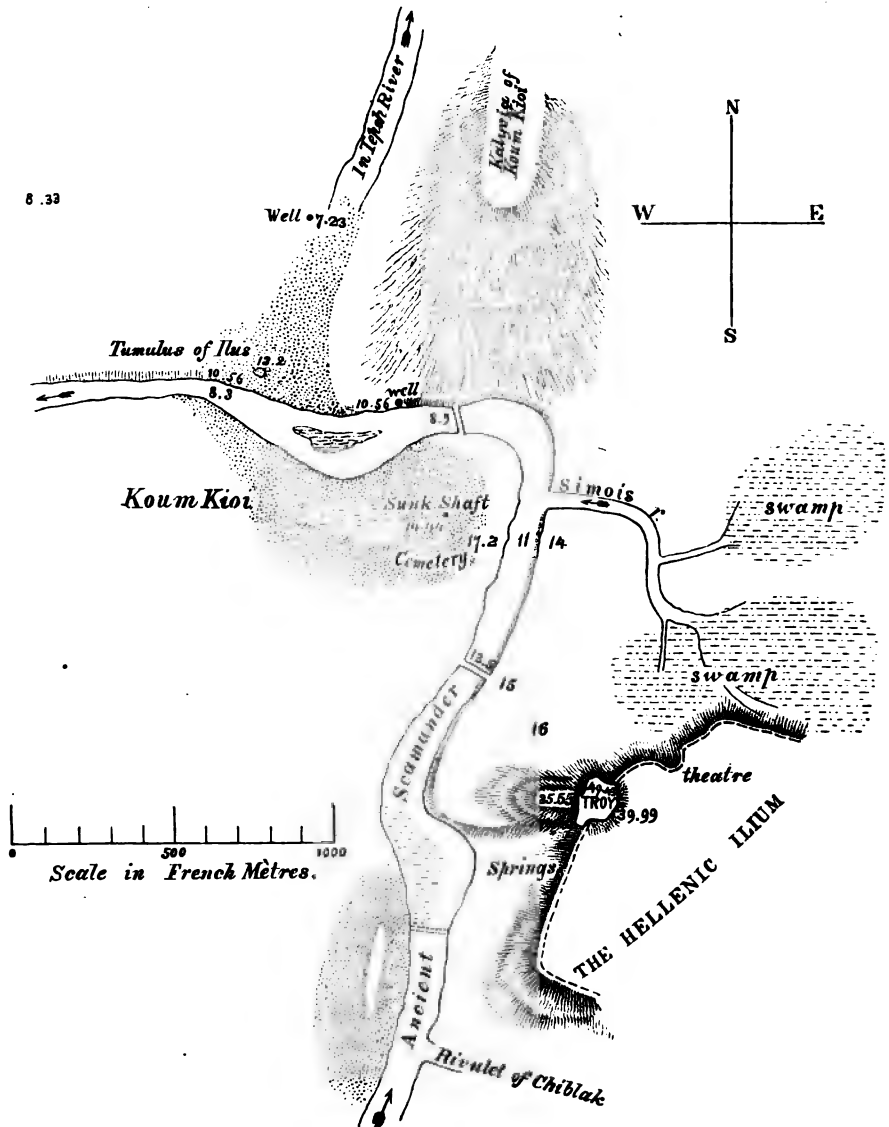 In Tepeh River
Kalyvia of
Koum Kioi
N
W
E
S
8.33
Well 7.23
Tumulus of Ilus
13.2
10.56
8.3
10.56
well
8.9
Simois r.
swamp
Koum Kioi
Sunk Shaft
Cemetery
17.2
11
14
15
swamp
16
Ancient Scamander
theatre
25.55
TROY
39.99
0
500
1000
Scale in French Mètres.
Springs
THE HELLENIC ILIUM
Rivulet of Chiblak